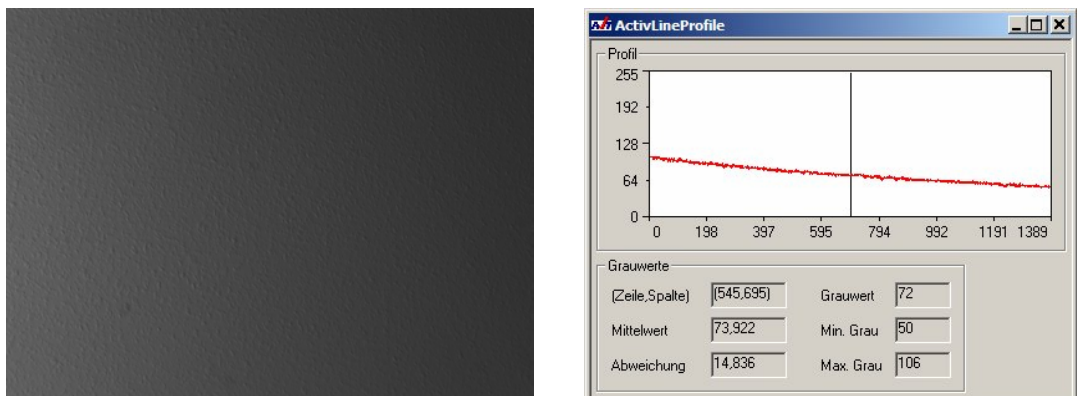 ActivLineProfile
Profil
255
192
128
64
0
0 198 397 595 794 992 1191 1389
Grauwerte
(Zeile,Spalte) (545,695) Grauwert 72
Mittelwert 73,922 Min. Grau 50
Abweichung 14,836 Max. Grau 106